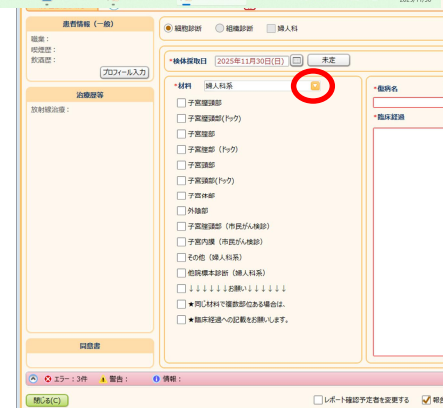 患者情報（一般）
細胞診断 組織診断 婦人科
職業：
喫煙歴：
飲酒歴：
プロフィール入力
*検体採取日 2025年11月30日(日) 未定
治療歴等
放射線治療：
*材料 婦人科系
*傷病名
*臨床経過
子宮腟頸部
子宮腟頸部(ドック)
子宮腟部
子宮腟部（ドック）
子宮頸部
子宮頸部(ドック)
子宮体部
外陰部
子宮腟頸部（市民がん検診）
子宮内膜（市民がん検診）
その他（婦人科系）
他院標本診断（婦人科系）
↓↓↓↓↓↓お願い↓↓↓↓↓↓
★同じ材料で複数部位ある場合は、
★臨床経過への記載をお願いします。
同意書
エラー：3件 警告： 情報：
閉じる(C)
レポート確認予定者を変更する